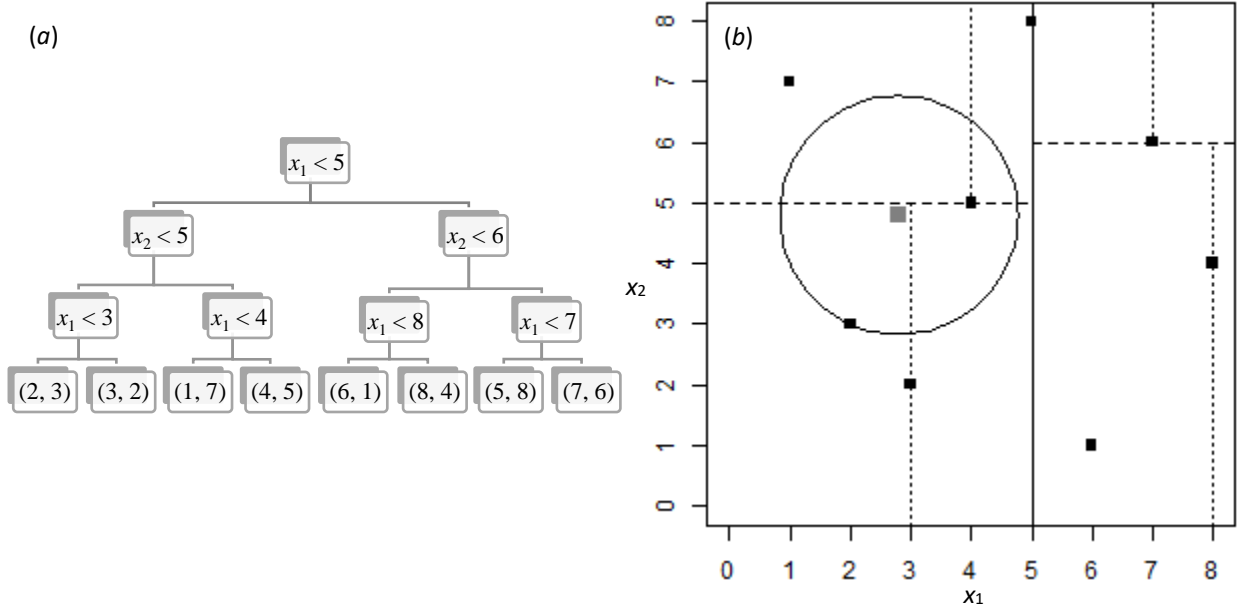 (a)
x₁ < 5
x₂ < 5
x₂ < 6
x₁ < 3
x₁ < 4
x₁ < 8
x₁ < 7
(2, 3)
(3, 2)
(1, 7)
(4, 5)
(6, 1)
(8, 4)
(5, 8)
(7, 6)
(b)
8
7
6
5
4
3
2
1
0
x₂
0 1 2 3 4 5 6 7 8
x₁